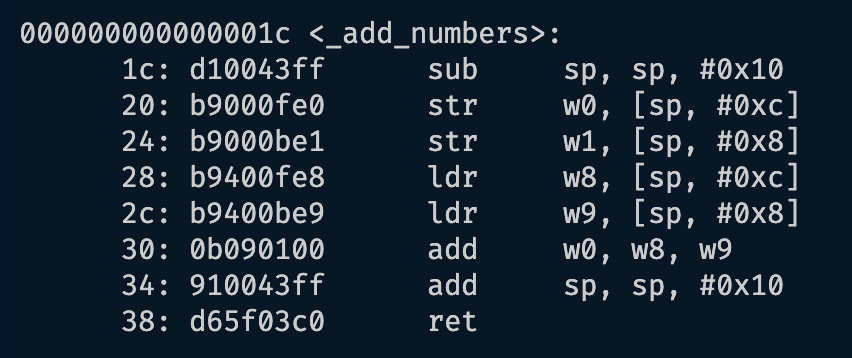 000000000000001c <_add_numbers>:
1c: d10043ff sub sp, sp, #0x10
20: b9000fe0 str w0, [sp, #0xc]
24: b9000be1 str w1, [sp, #0x8]
28: b9400fe8 ldr w8, [sp, #0xc]
2c: b9400be9 ldr w9, [sp, #0x8]
30: 0b090100 add w0, w8, w9
34: 910043ff add sp, sp, #0x10
38: d65f03c0 ret